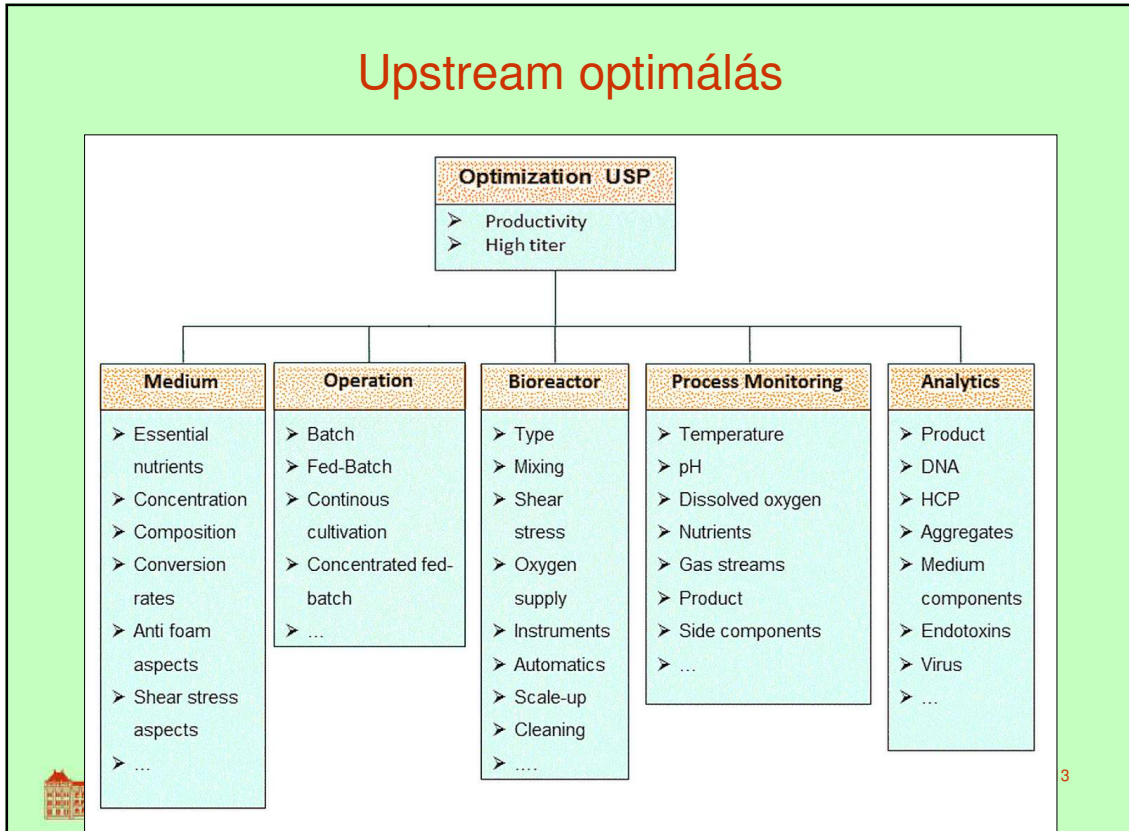 Upstream optimálás
Optimization USP
➢ Productivity
➢ High titer
Medium
➢ Essential
nutrients
➢ Concentration
➢ Composition
➢ Conversion
rates
➢ Anti foam
aspects
➢ Shear stress
aspects
➢ ...
Operation
➢ Batch
➢ Fed-Batch
➢ Continous
cultivation
➢ Concentrated fed-
batch
➢ ...
Bioreactor
➢ Type
➢ Mixing
➢ Shear
stress
➢ Oxygen
supply
➢ Instruments
➢ Automatics
➢ Scale-up
➢ Cleaning
➢ ....
Process Monitoring
➢ Temperature
➢ pH
➢ Dissolved oxygen
➢ Nutrients
➢ Gas streams
➢ Product
➢ Side components
➢ ...
Analytics
➢ Product
➢ DNA
➢ HCP
➢ Aggregates
➢ Medium
components
➢ Endotoxins
➢ Virus
➢ ...
3